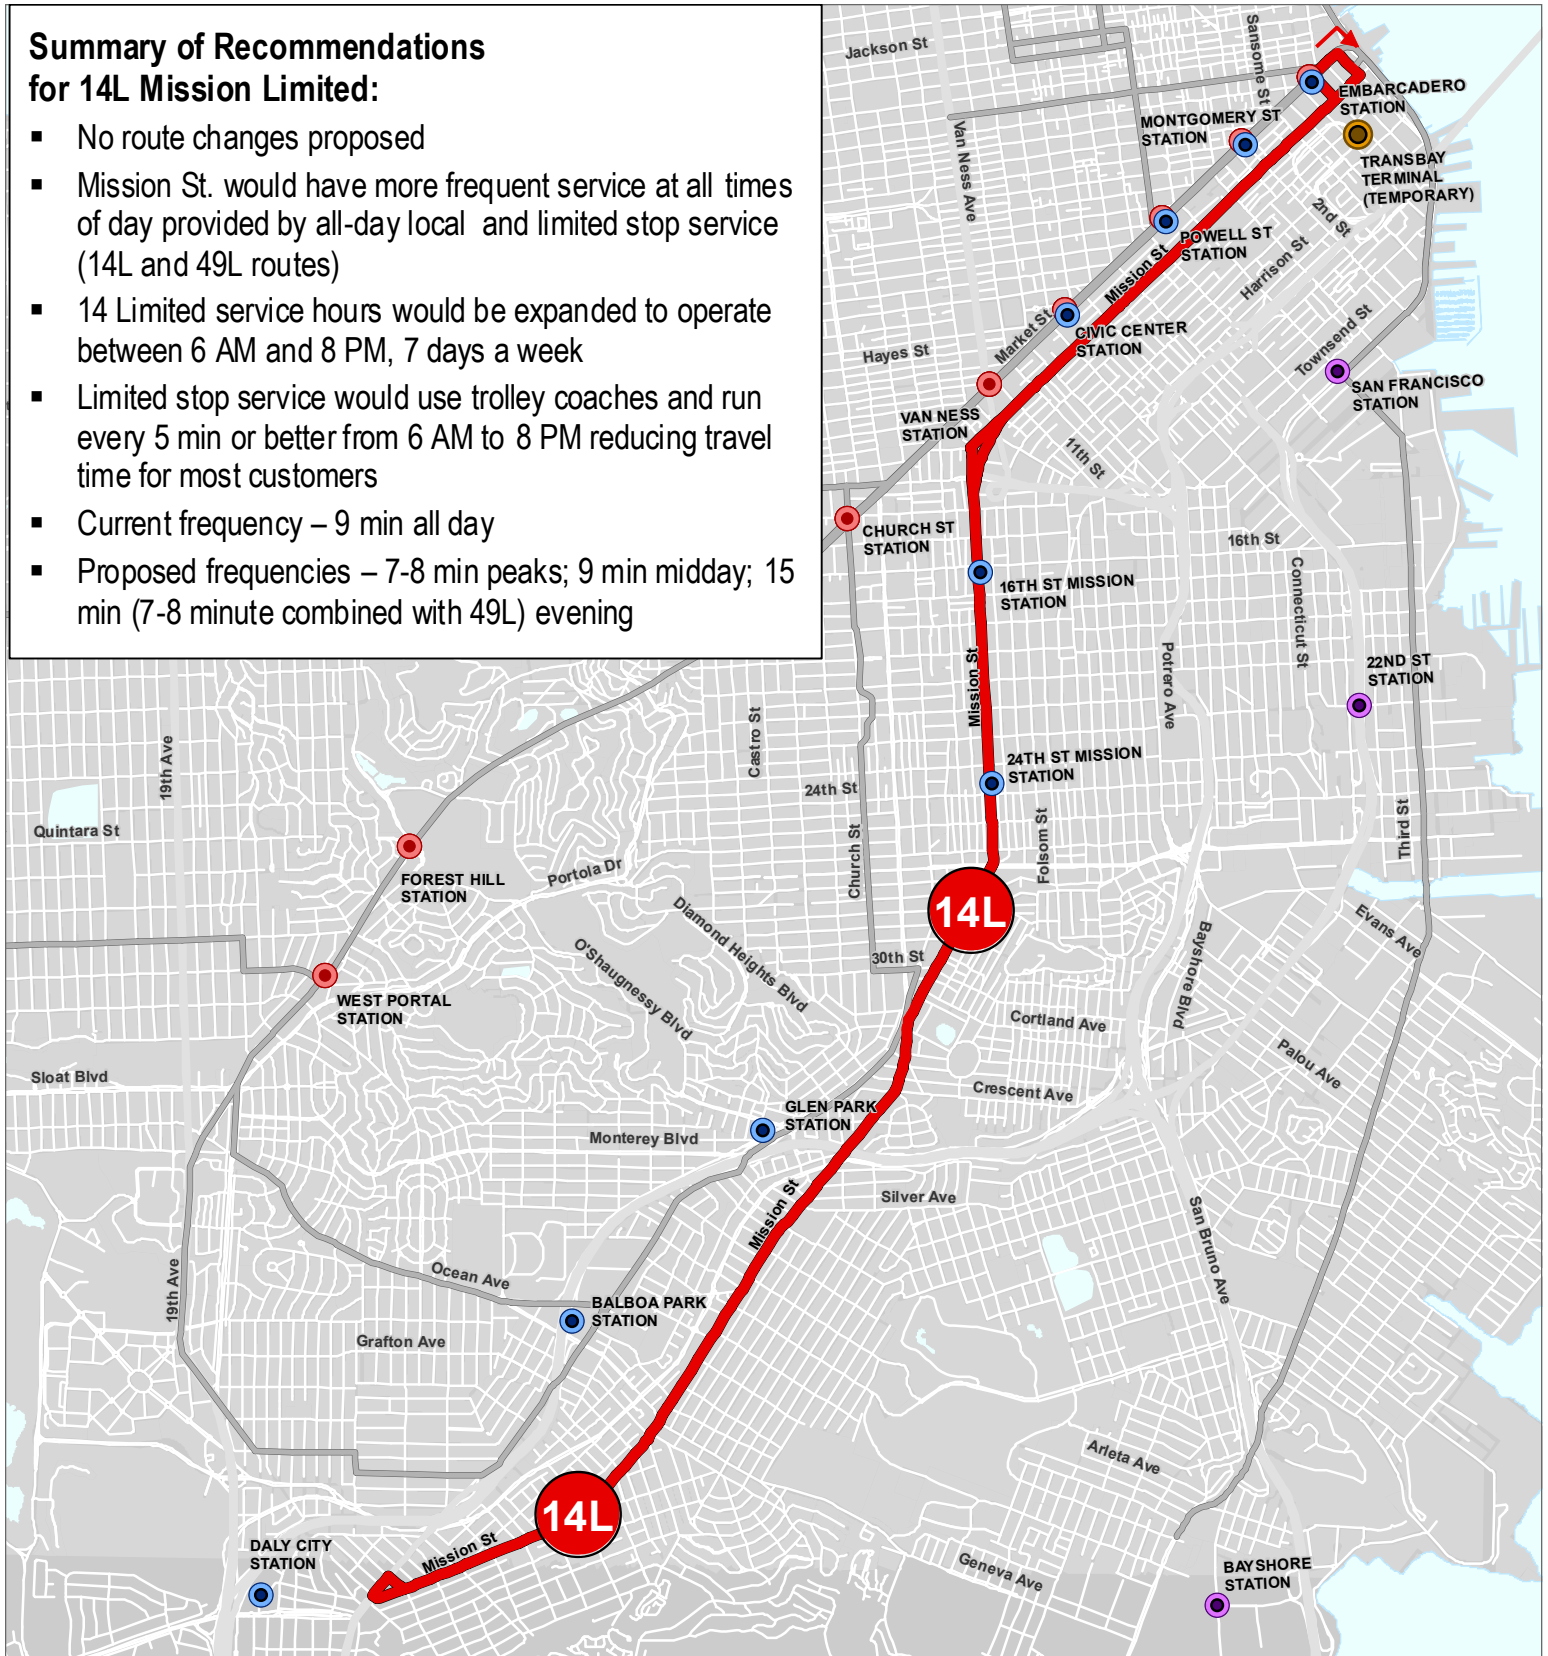 Summary of Recommendations
for 14L Mission Limited:
▪ No route changes proposed
▪ Mission St. would have more frequent service at all times
of day provided by all-day local and limited stop service
(14L and 49L routes)
▪ 14 Limited service hours would be expanded to operate
between 6 AM and 8 PM, 7 days a week
▪ Limited stop service would use trolley coaches and run
every 5 min or better from 6 AM to 8 PM reducing travel
time for most customers
▪ Current frequency – 9 min all day
▪ Proposed frequencies – 7-8 min peaks; 9 min midday; 15
min (7-8 minute combined with 49L) evening
Jackson St
Sansome St
Van Ness Ave
EMBARCADERO
STATION
MONTGOMERY ST
STATION
TRANSBAY
TERMINAL
(TEMPORARY)
2nd St
POWELL ST
STATION
Mission St
Harrison St
Market St
CIVIC CENTER
STATION
Hayes St
Townsend St
SAN FRANCISCO
STATION
VAN NESS
STATION
11th St
CHURCH ST
STATION
16th St
16TH ST MISSION
STATION
Connecticut St
Mission St
Potrero Ave
22ND ST
STATION
19th Ave
Castro St
24TH ST MISSION
STATION
24th St
Quintara St
Church St
Folsom St
Third St
FOREST HILL
STATION
Portola Dr
14L
Diamond Heights Blvd
O'Shaugnessy Blvd
30th St
Bayshore Blvd
Evans Ave
WEST PORTAL
STATION
Cortland Ave
Palou Ave
Sloat Blvd
Crescent Ave
GLEN PARK
STATION
Monterey Blvd
Mission St
Silver Ave
San Bruno Ave
19th Ave
Ocean Ave
BALBOA PARK
STATION
Grafton Ave
Arleta Ave
14L
Mission St
DALY CITY
STATION
Geneva Ave
BAYSHORE
STATION